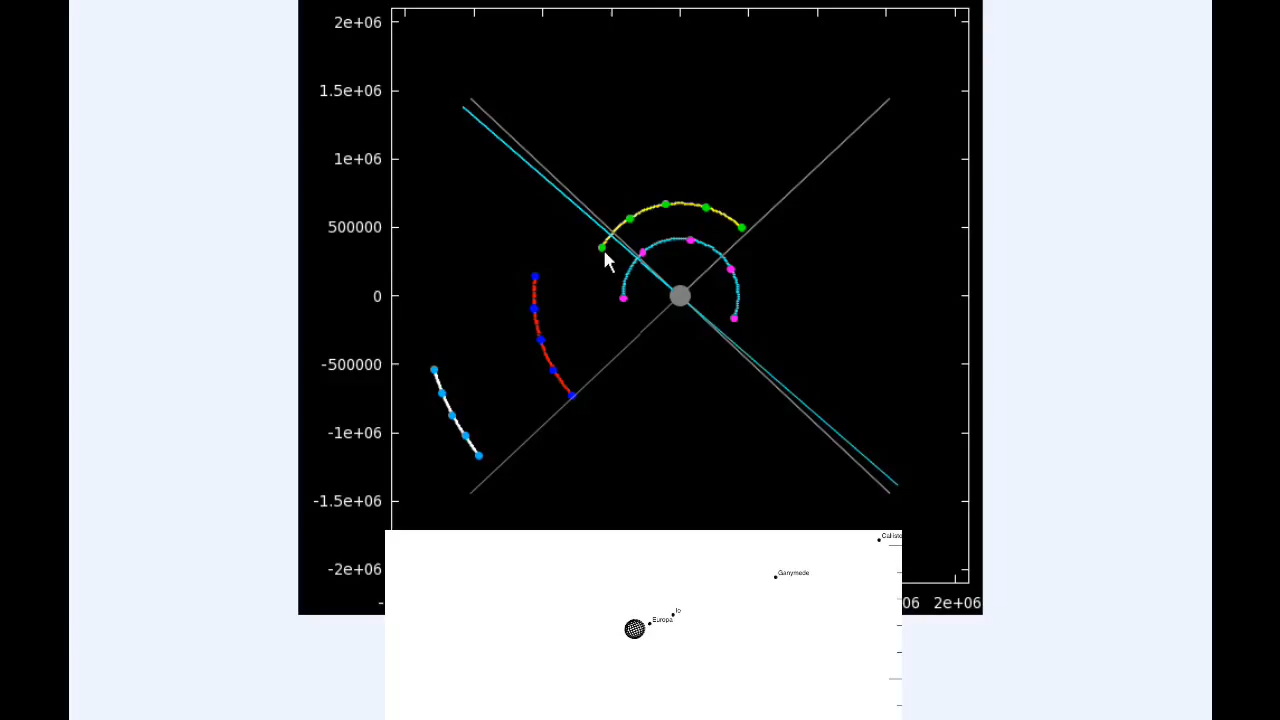 2e+06
1.5e+06
1e+06
500000
0
-500000
-1e+06
-1.5e+06
-2e+06
Callisto
Ganymede
Io
Europa
-
06 2e+06